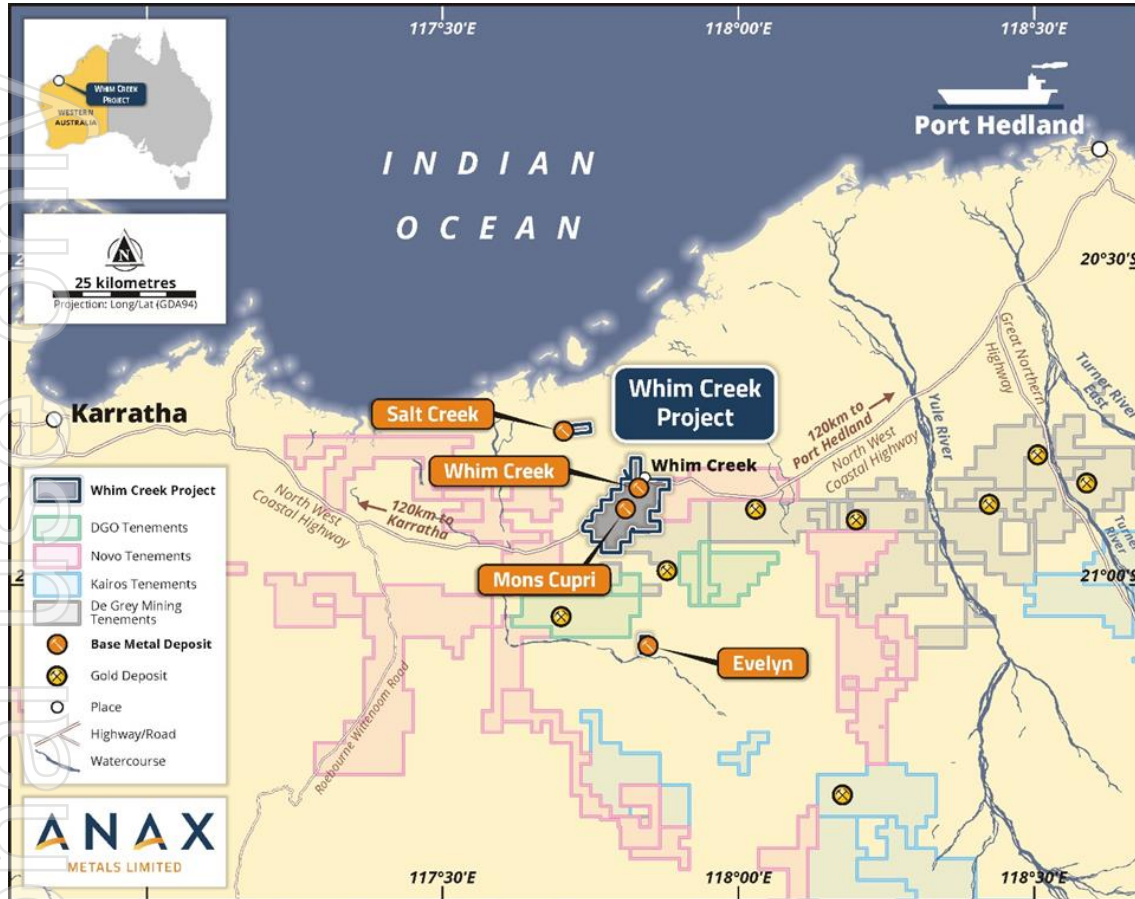 117°30'E
118°00'E
118°30'E
WHIM CREEK
PROJECT
WESTERN
AUSTRALIA
INDIAN
OCEAN
Port Hedland
N
25 kilometres
Projection: Long/Lat (GDA94)
20°30'S
Karratha
Salt Creek
Whim Creek
Project
Whim Creek
Whim Creek
120km to
Port Hedland
North West
Coastal Highway
Great Northern
Highway
Yule River
Turner River
East
Turner
River
North West
Coastal Highway
120km to
Karratha
Mons Cupri
21°00'S
Evelyn
Roebourne Wittenoom Road
Whim Creek Project
DGO Tenements
Novo Tenements
Kairos Tenements
De Grey Mining
Tenements
Base Metal Deposit
Gold Deposit
Place
Highway/Road
Watercourse
ANAX
METALS LIMITED
117°30'E
118°00'E
118°30'E